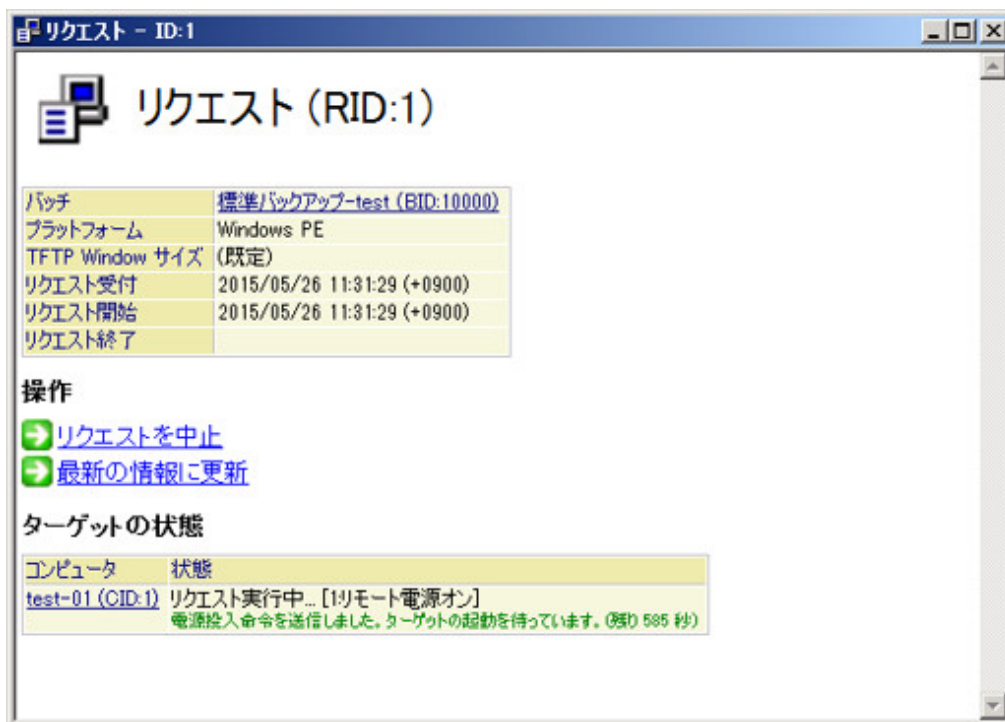 リクエスト - ID:1
リクエスト (RID:1)
バッチ 標準バックアップ-test (BID:10000)
プラットフォーム Windows PE
TFTP Window サイズ (既定)
リクエスト受付 2015/05/26 11:31:29 (+0900)
リクエスト開始 2015/05/26 11:31:29 (+0900)
リクエスト終了
操作
リクエストを中止
最新の情報に更新
ターゲットの状態
コンピュータ 状態
test-01 (CID:1) リクエスト実行中... [1:リモート電源オン]
電源投入命令を送信しました。ターゲットの起動を待っています。(残り 585 秒)